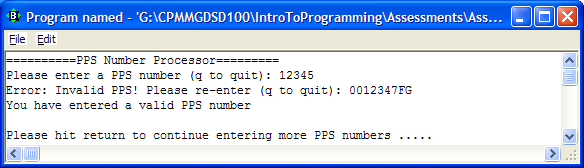 Program named - 'G:\CPMMGDSD100\IntroToProgramming\Assessments\Ass...
File Edit
==========PPS Number Processor=========
Please enter a PPS number (q to quit): 12345
Error: Invalid PPS! Please re-enter (q to quit): 0012347FG
You have entered a valid PPS number
Please hit return to continue entering more PPS numbers .....